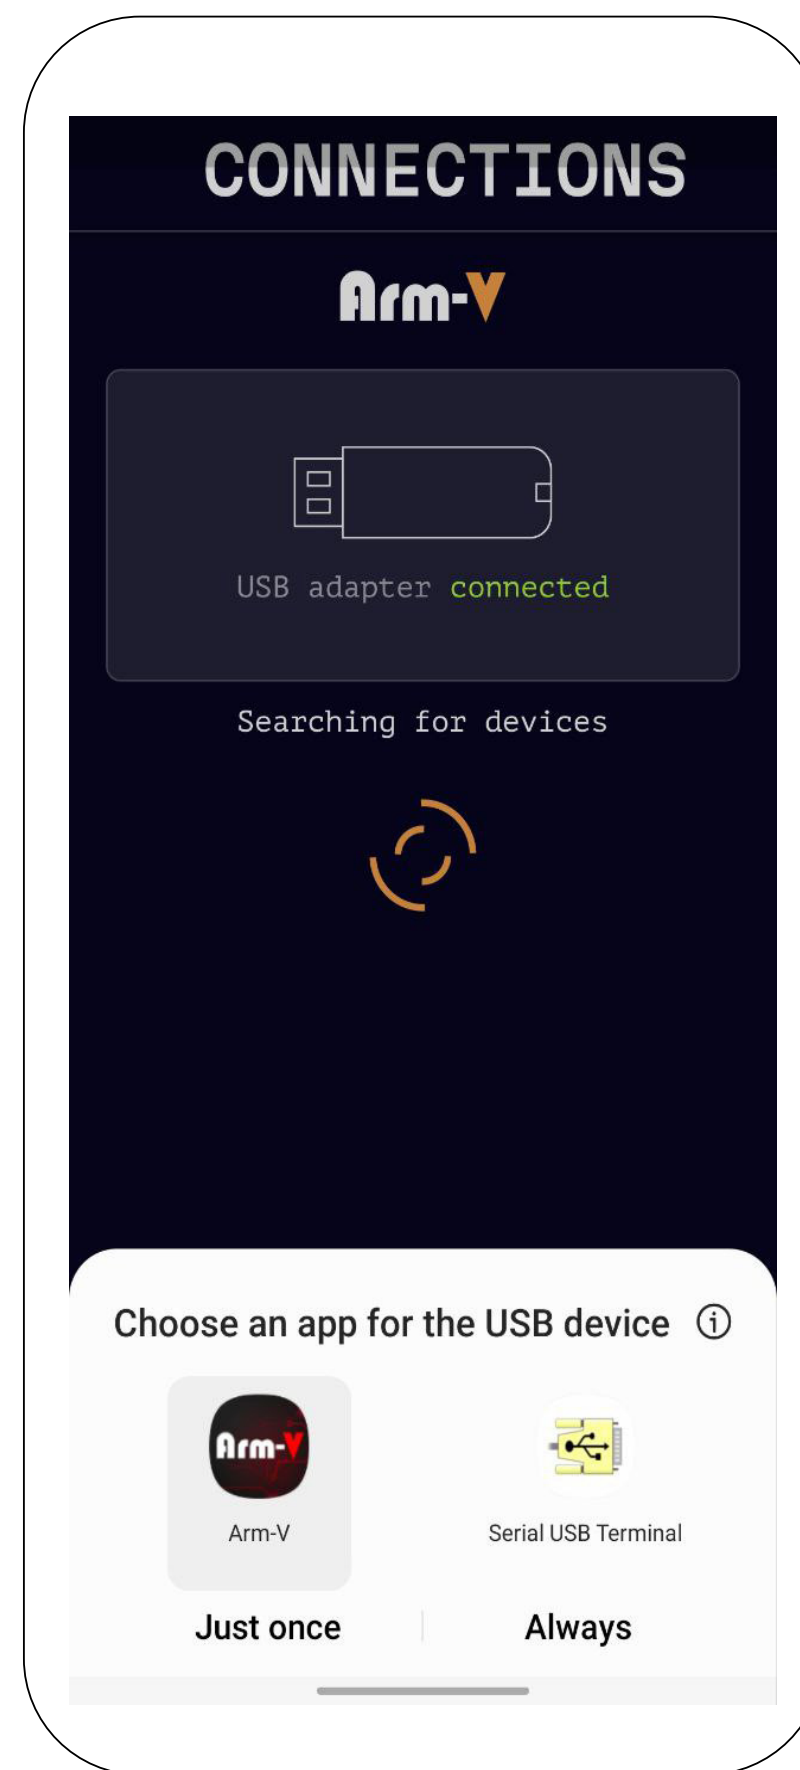 CONNECTIONS
Arm-V
USB adapter connected
Searching for devices
Choose an app for the USB device
Arm-V
Arm-V
Serial USB Terminal
Just once
Always